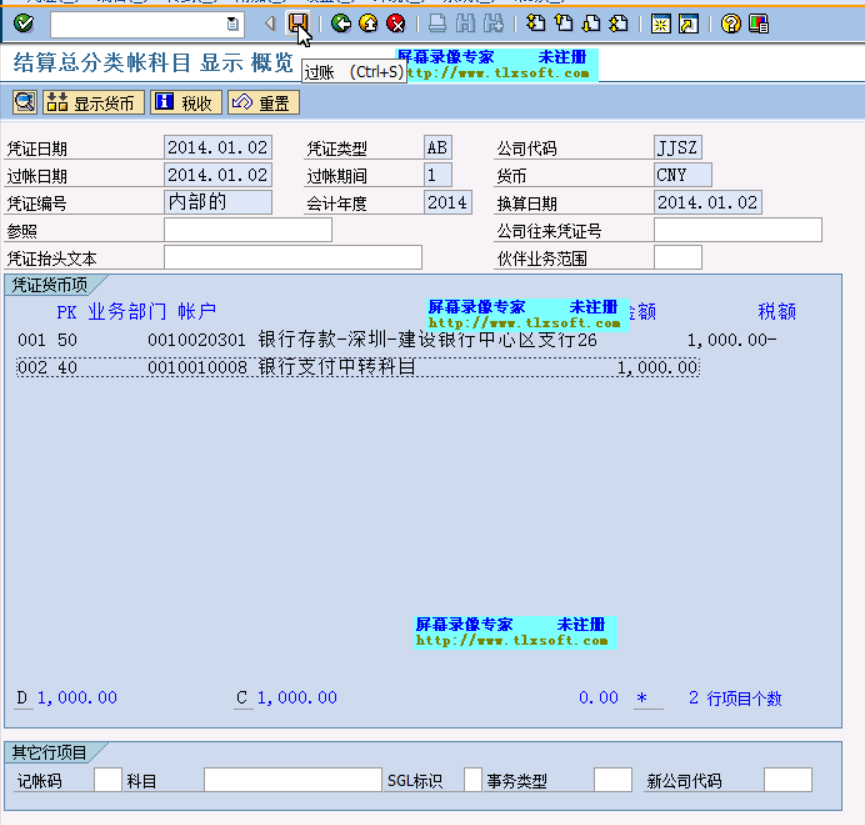 结算总分类帐科目 显示 概览
屏幕录像专家 未注册
过账 (Ctrl+S)
ttp://www.tlxsoft.com
显示货币 税收 重置
凭证日期 2014.01.02 凭证类型 AB 公司代码 JJSZ
过帐日期 2014.01.02 过帐期间 1 货币 CNY
凭证编号 内部的 会计年度 2014 换算日期 2014.01.02
参照 公司往来凭证号
凭证抬头文本 伙伴业务范围
凭证货币项
屏幕录像专家 未注册
PK 业务部门 帐户 金额 税额
http://www.tlxsoft.com
001 50 0010020301 银行存款-深圳-建设银行中心区支行26 1,000.00-
002 40 0010010008 银行支付中转科目 1,000.00
屏幕录像专家 未注册
http://www.tlxsoft.com
D 1,000.00 C 1,000.00 0.00 * 2 行项目个数
其它行项目
记帐码 科目 SGL标识 事务类型 新公司代码